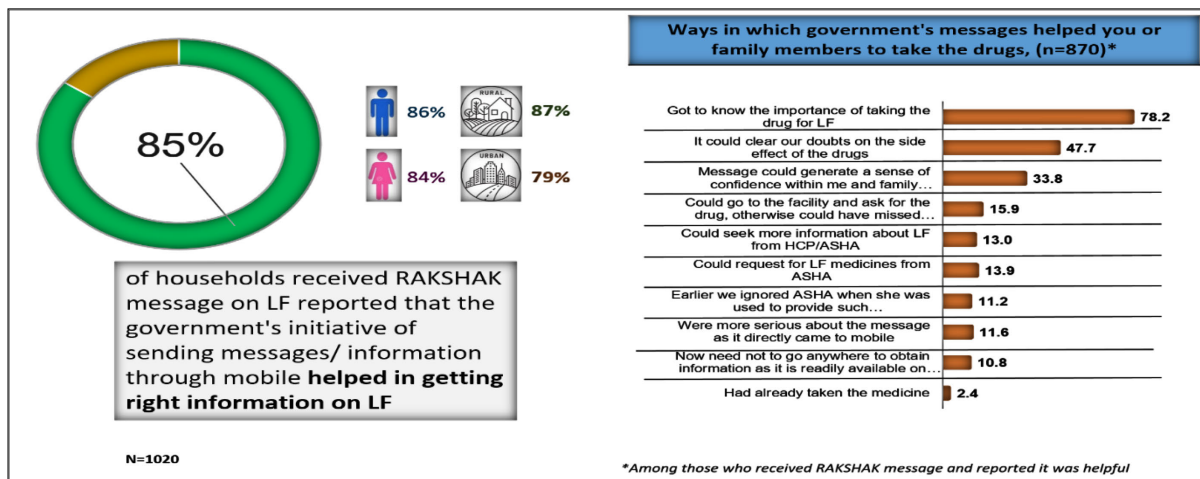 85%
86%
RURAL
87%
84%
URBAN
79%
of households received RAKSHAK
message on LF reported that the
government's initiative of
sending messages/ information
through mobile helped in getting
right information on LF
N=1020
Ways in which government's messages helped you or
family members to take the drugs, (n=870)*
Got to know the importance of taking the
drug for LF
78.2
It could clear our doubts on the side
effect of the drugs
47.7
Message could generate a sense of
confidence within me and family...
33.8
Could go to the facility and ask for the
drug, otherwise could have missed...
15.9
Could seek more information about LF
from HCP/ASHA
13.0
Could request for LF medicines from
ASHA
13.9
Earlier we ignored ASHA when she was
used to provide such...
11.2
Were more serious about the message
as it directly came to mobile
11.6
Now need not to go anywhere to obtain
information as it is readily available on...
10.8
Had already taken the medicine
2.4
*Among those who received RAKSHAK message and reported it was helpful